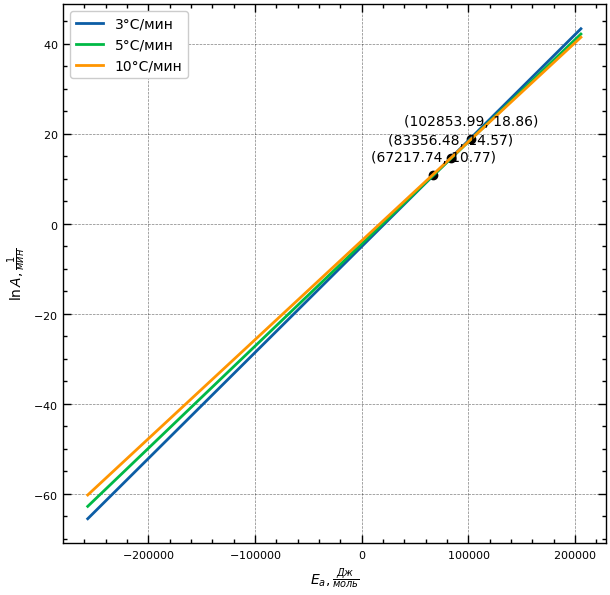 3°C/мин
5°C/мин
10°C/мин
40
20
0
−20
−40
−60
(102853.99, 18.86)
(83356.48, 14.57)
(67217.74, 10.77)
ln A, 1/мин
−200000 −100000 0 100000 200000
Eₐ, Дж/моль